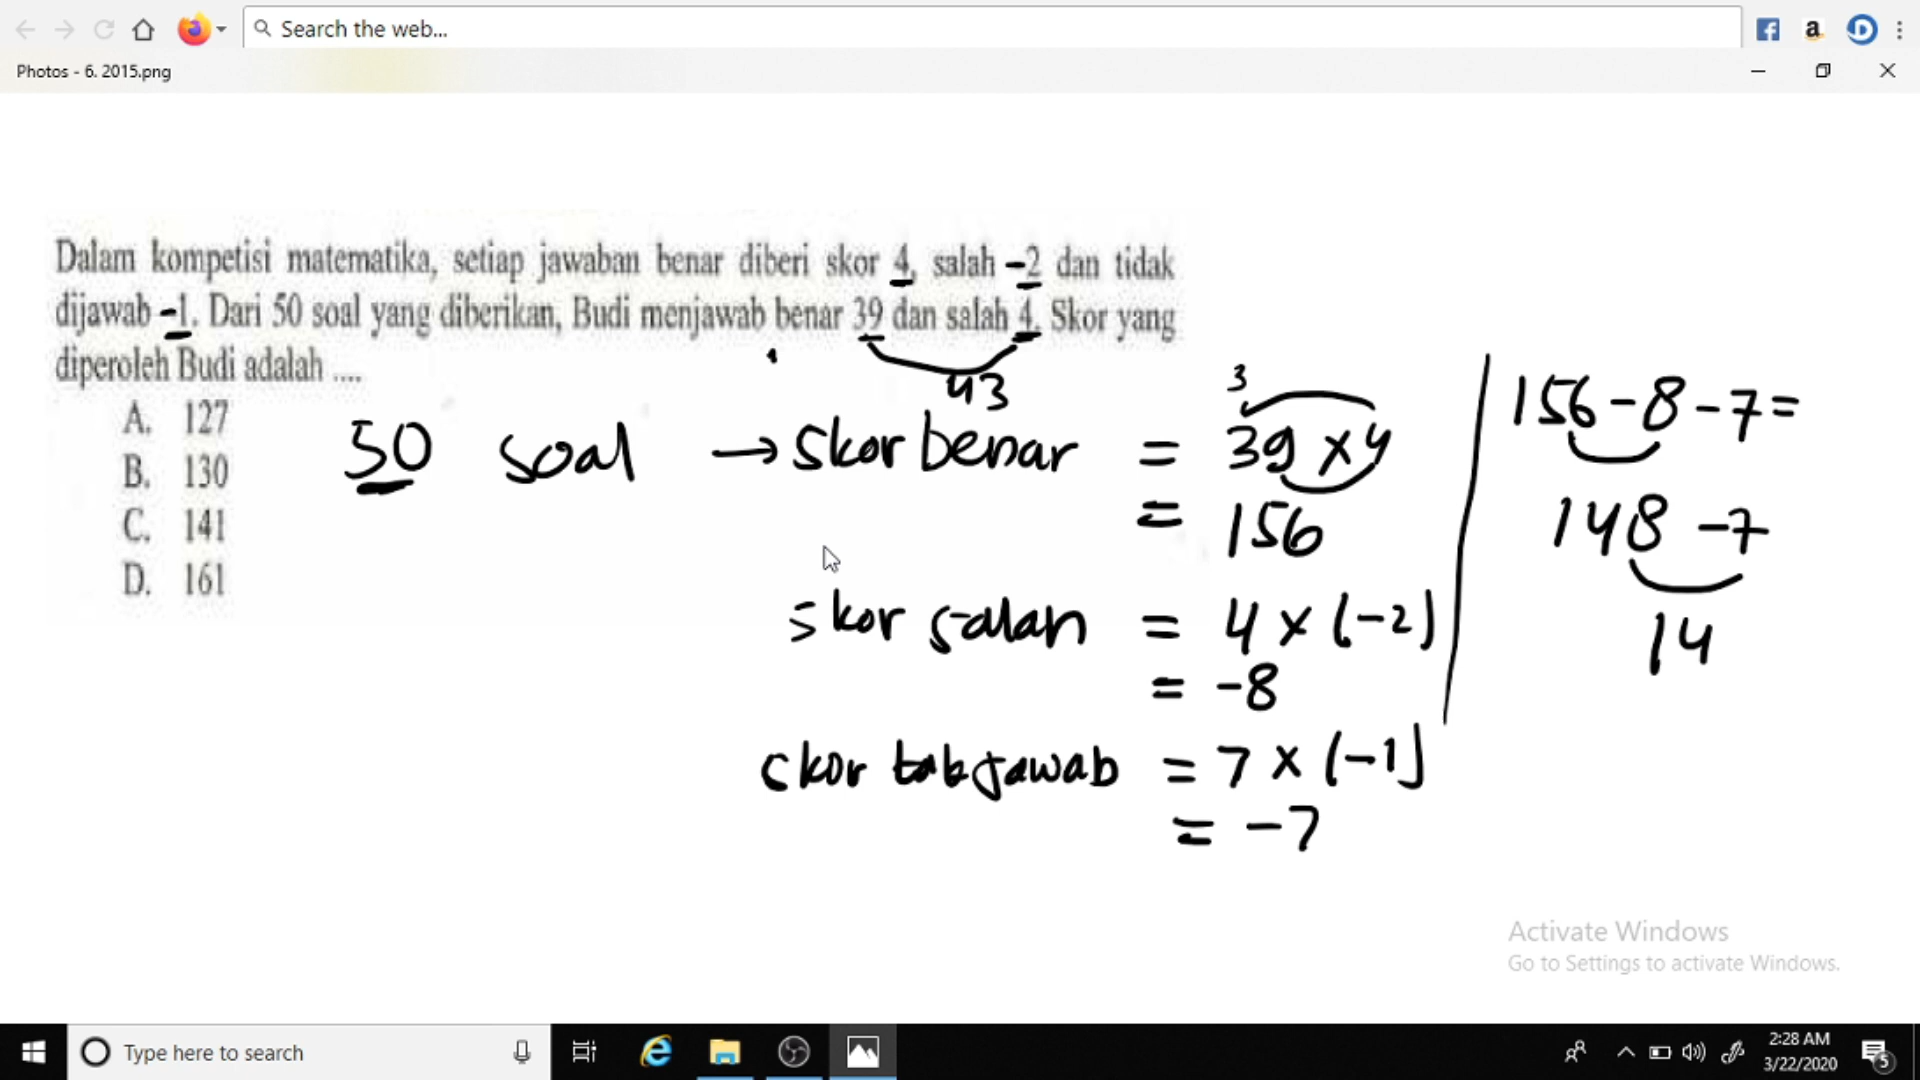 Search the web...
Photos - 6. 2015.png
Dalam kompetisi matematika, setiap jawaban benar diberi skor 4, salah -2 dan tidak
dijawab -1. Dari 50 soal yang diberikan, Budi menjawab benar 39 dan salah 4. Skor yang
diperoleh Budi adalah ....
A. 127
B. 130
C. 141
D. 161
43
50 soal → skor benar = 39 x 4
3
= 156
skor salah = 4 x (-2)
= -8
skor takjawab = 7 x (-1)
= -7
156 - 8 - 7 =
148 - 7
14
Activate Windows
Go to Settings to activate Windows.
Type here to search
2:28 AM
3/22/2020
5